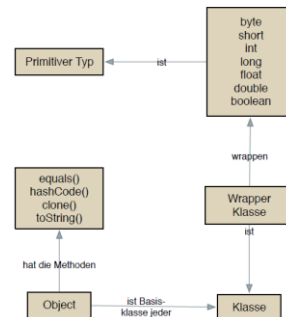 byte
short
int
long
float
double
boolean
Primitiver Typ
ist
wrappen
equals()
hashCode()
clone()
toString()
Wrapper
Klasse
ist
hat die Methoden
Object
ist Basis-
klasse jeder
Klasse